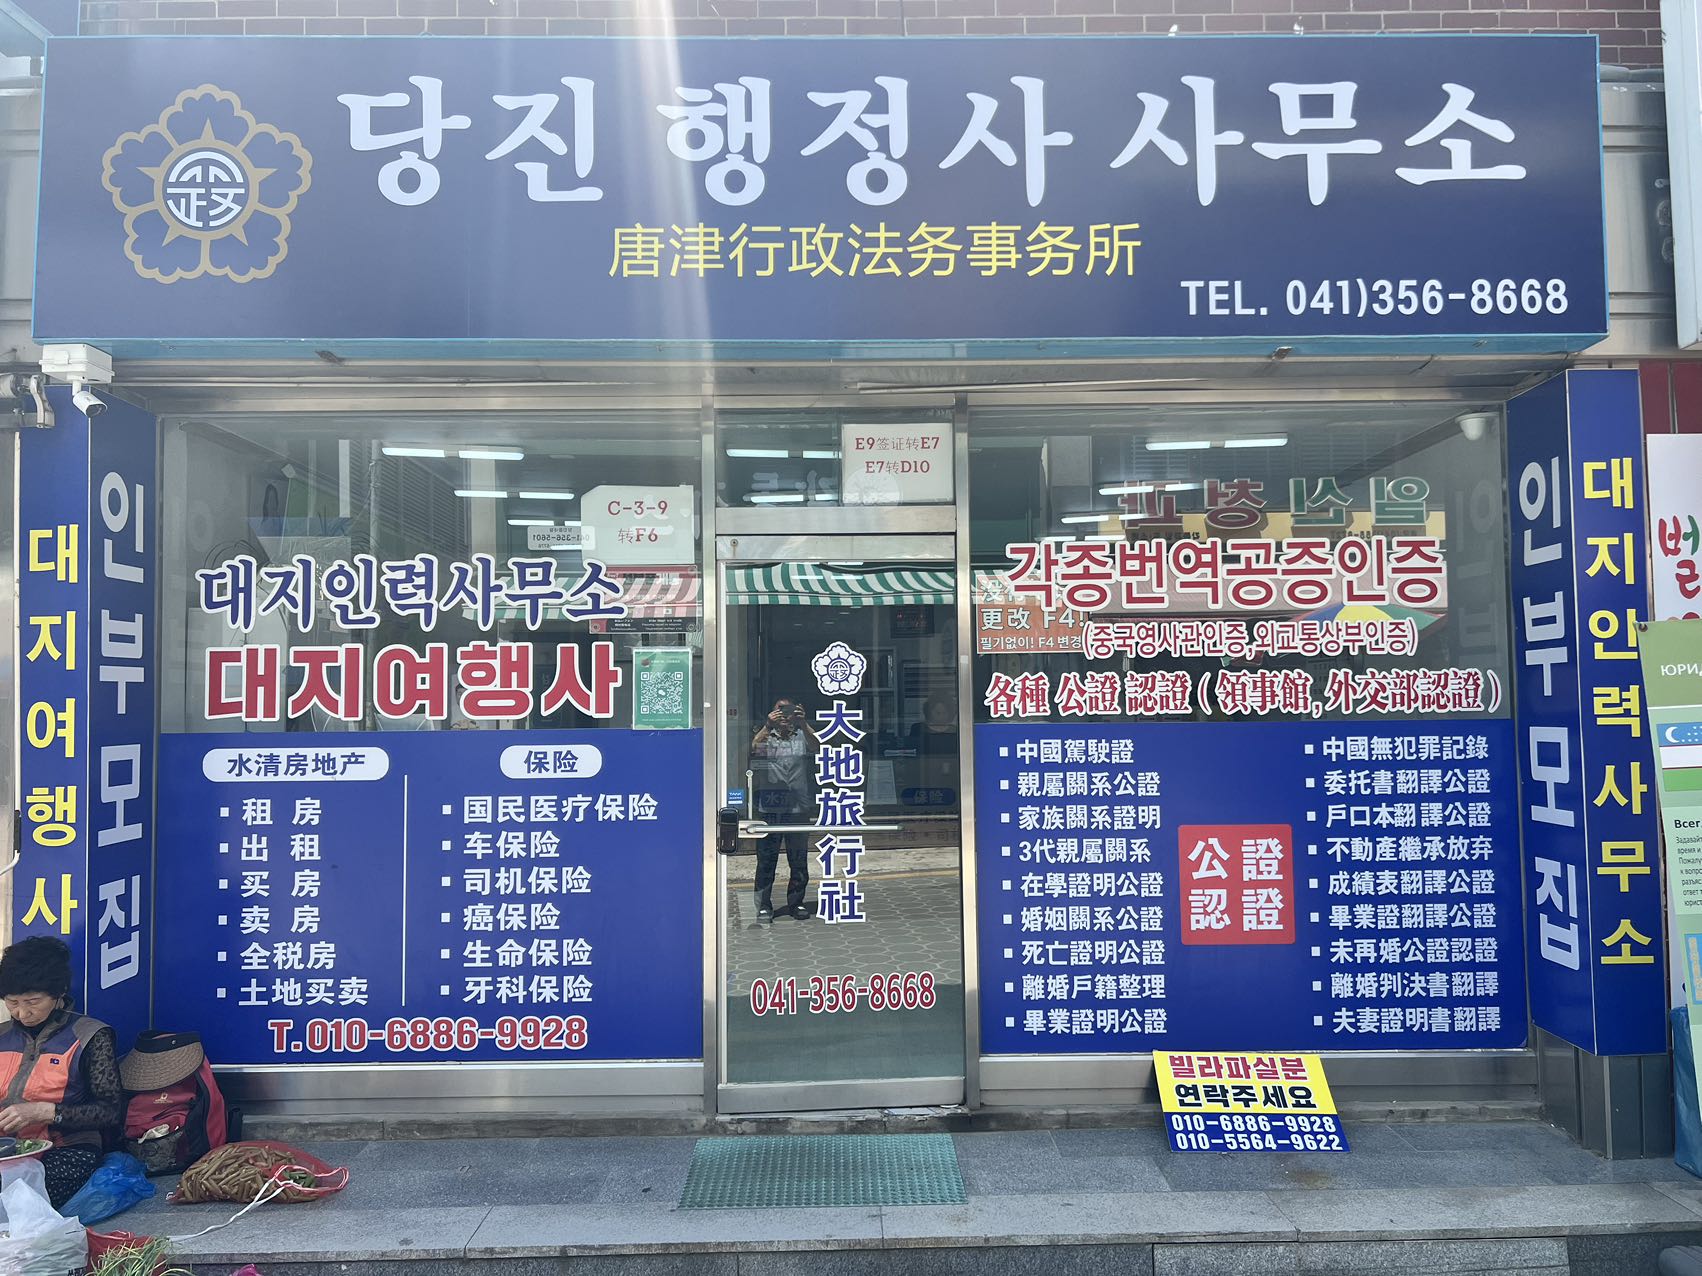 당진 행정사 사무소
唐津行政法务事务所
TEL. 041)356-8668
대지여행사
인부모집
E9签证转E7
E7转D10
C-3-9
转F6
대지인력사무소
대지여행사
水清房地产
租 房
出 租
买 房
卖 房
全税房
土地买卖
保险
国民医疗保险
车保险
司机保险
癌保险
生命保险
牙科保险
T.010-6886-9928
大地旅行社
041-356-8668
각종번역공증인증
更改 F4!
필기없이! F4 변경
(중국영사관인증,외교통상부인증)
各種 公證 認證 ( 領事館, 外交部認證 )
中國駕駛證
親屬關系公證
家族關系證明
3代親屬關系
在學證明公證
婚姻關系公證
死亡證明公證
離婚戶籍整理
畢業證明公證
公證
認證
中國無犯罪記錄
委托書翻譯公證
戶口本翻譯公證
不動產繼承放弃
成績表翻譯公證
畢業證翻譯公證
未再婚公證認證
離婚判決書翻譯
夫妻證明書翻譯
인부모집
대지인력사무소
빌라파실분
연락주세요
010-6886-9928
010-5564-9622